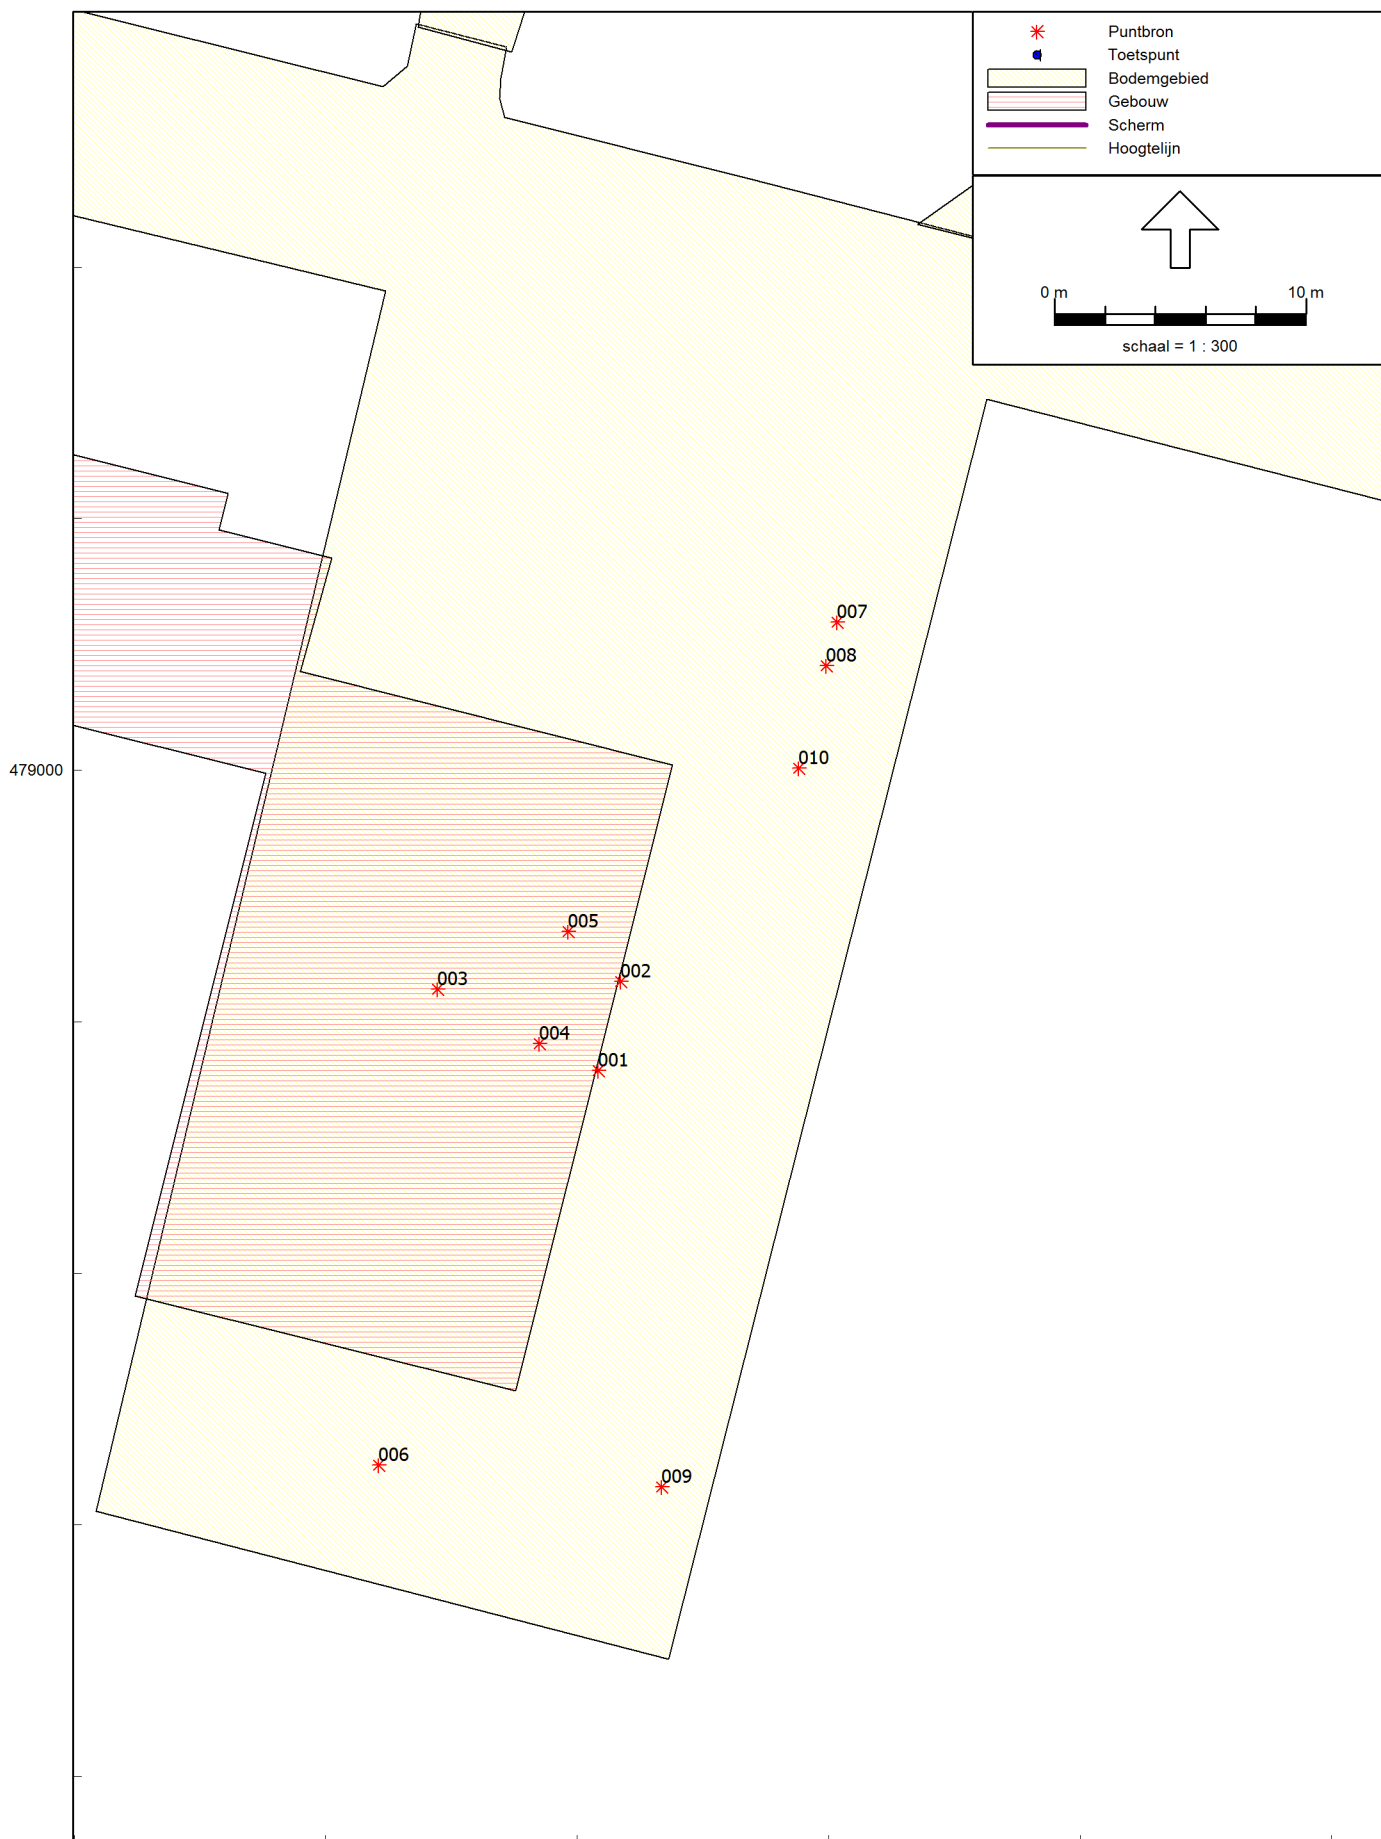 Puntbron
Toetspunt
Bodemgebied
Gebouw
Scherm
Hoogtelijn
0 m 10 m
schaal = 1 : 300
007
008
010
479000
005
002
003
004
001
006
009